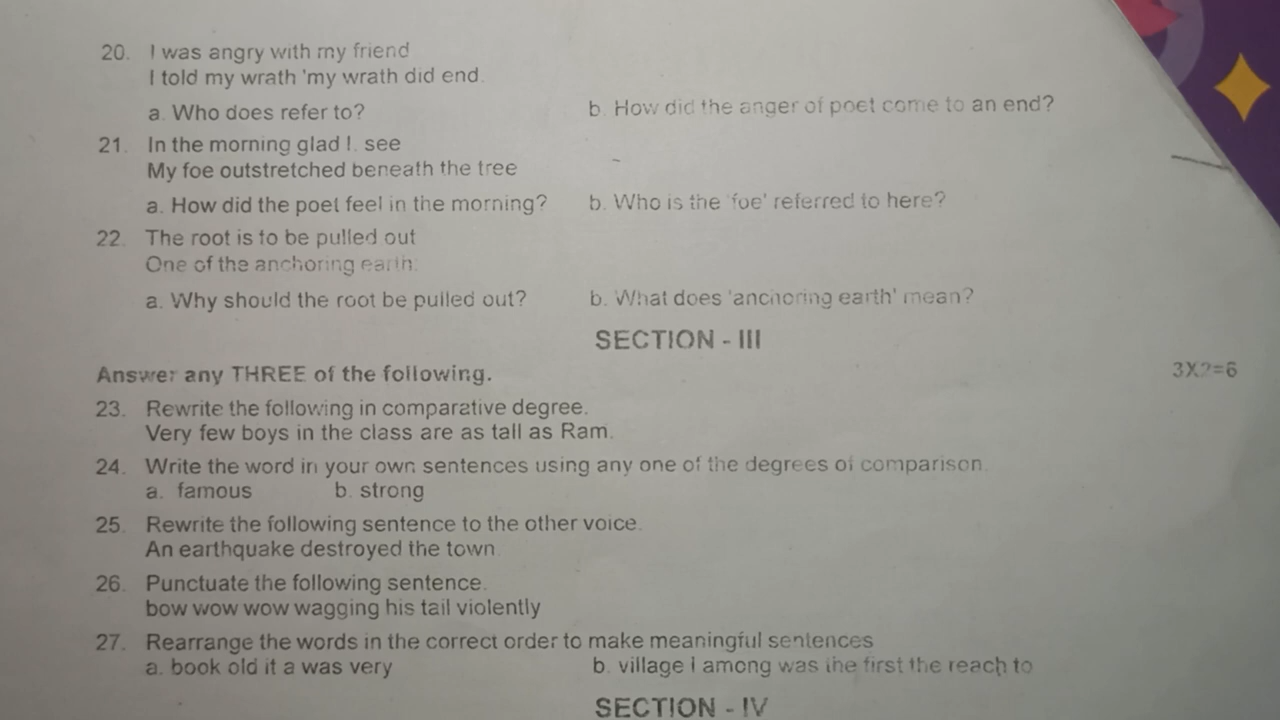 20. I was angry with my friend
I told my wrath 'my wrath did end.
a. Who does refer to? b. How did the anger of poet come to an end?
21. In the morning glad I. see
My foe outstretched beneath the tree
a. How did the poet feel in the morning? b. Who is the 'foe' referred to here?
22. The root is to be pulled out
One of the anchoring earth.
a. Why should the root be pulled out? b. What does 'anchoring earth' mean?
SECTION - III
Answer any THREE of the following. 3X2=6
23. Rewrite the following in comparative degree.
Very few boys in the class are as tall as Ram.
24. Write the word in your own sentences using any one of the degrees of comparison.
a. famous b. strong
25. Rewrite the following sentence to the other voice.
An earthquake destroyed the town.
26. Punctuate the following sentence.
bow wow wow wagging his tail violently
27. Rearrange the words in the correct order to make meaningful sentences
a. book old it a was very b. village I among was the first the reach to
SECTION - IV